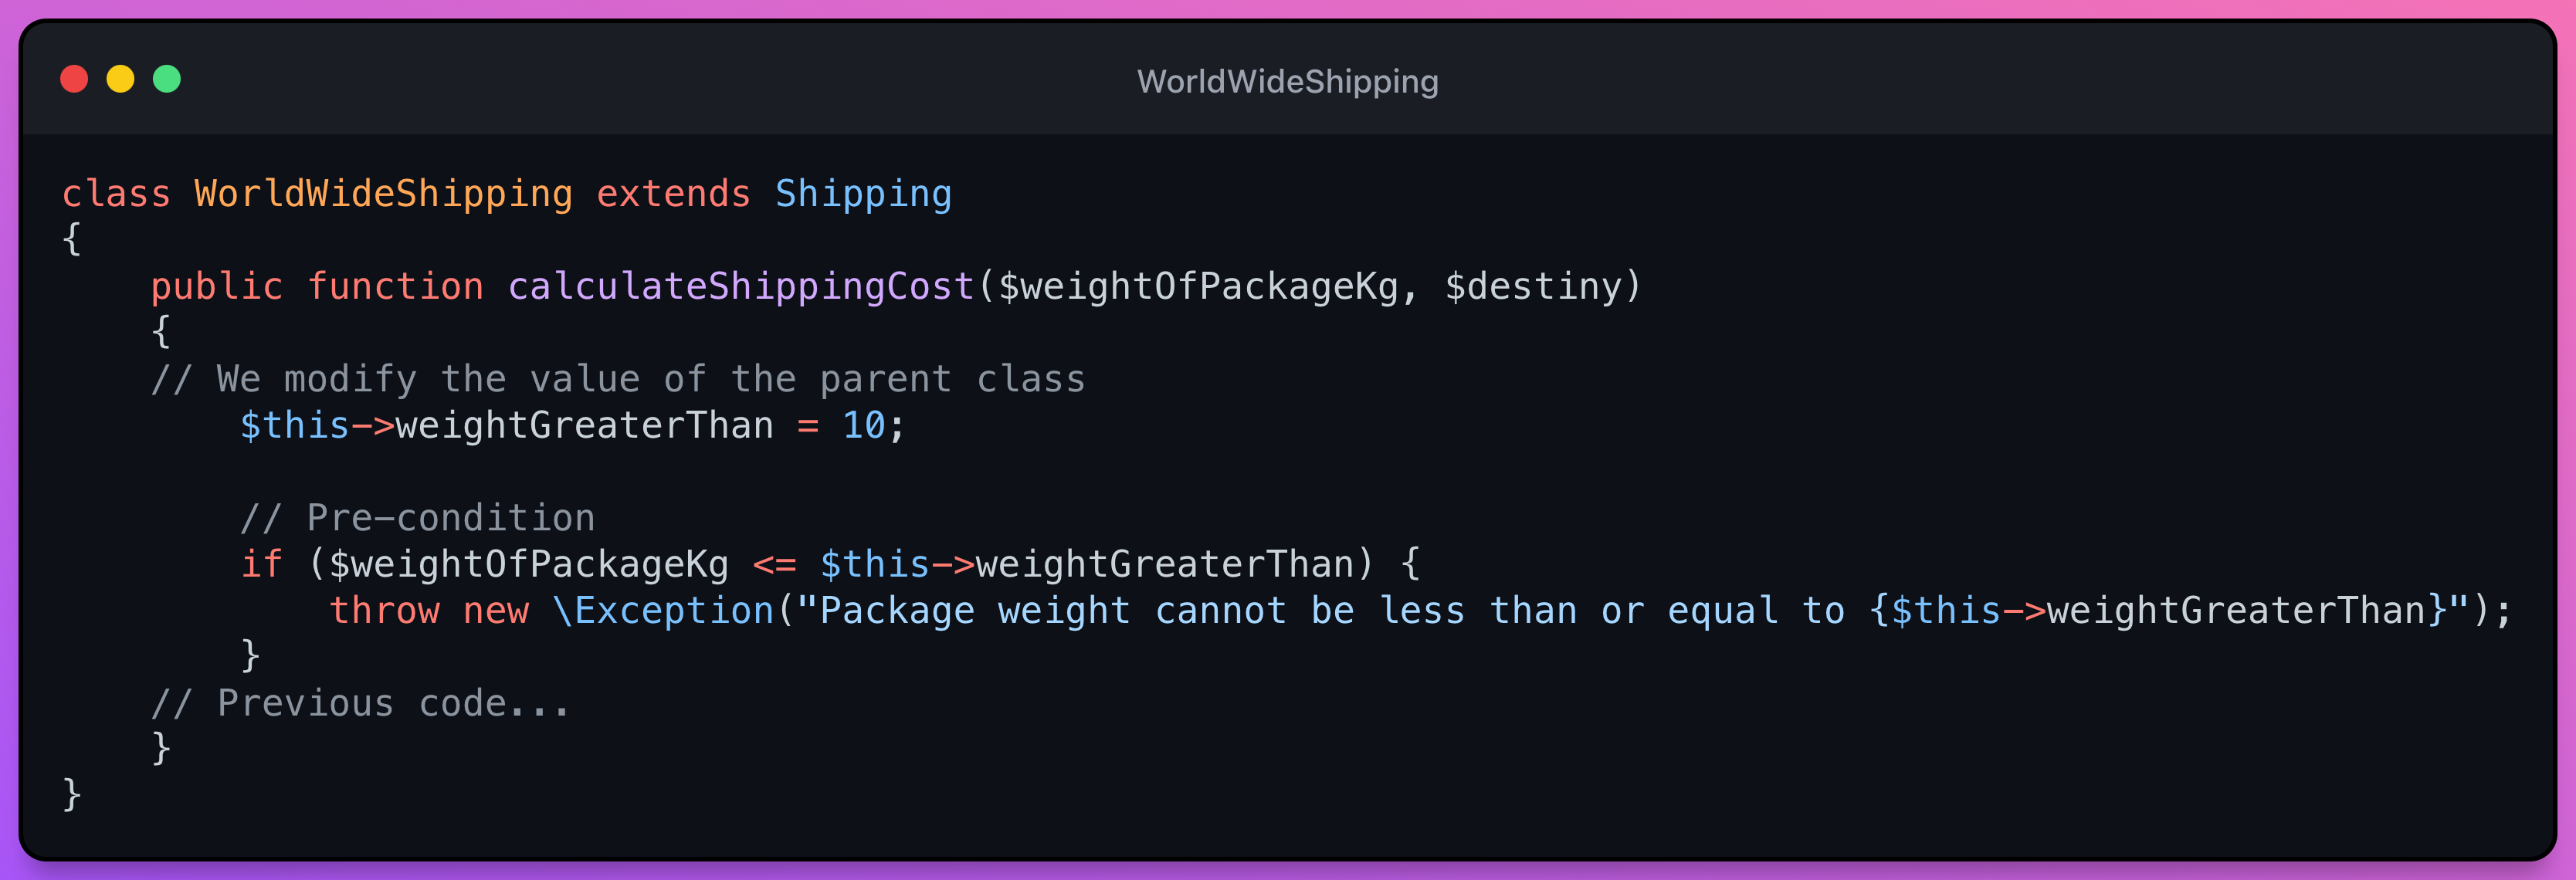 WorldWideShipping
class WorldWideShipping extends Shipping
{
    public function calculateShippingCost($weightOfPackageKg, $destiny)
    {
    // We modify the value of the parent class
        $this->weightGreaterThan = 10;

        // Pre-condition
        if ($weightOfPackageKg <= $this->weightGreaterThan) {
            throw new \Exception("Package weight cannot be less than or equal to {$this->weightGreaterThan}");
        }
    // Previous code...
    }
}